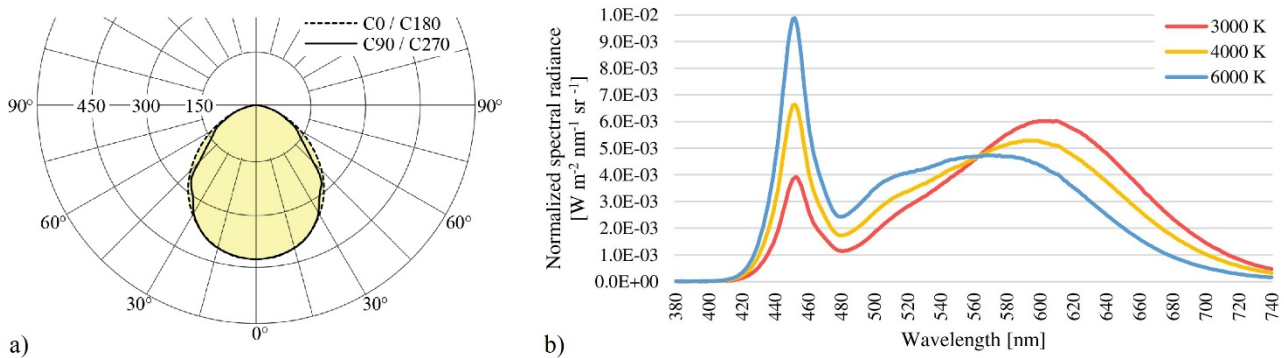 C0 / C180
C90 / C270
90° 450 300 150 90°
60° 60°
30° 30°
0°
a)
Normalized spectral radiance
[W m⁻² nm⁻¹ sr ⁻¹]
1.0E-02
9.0E-03
8.0E-03
7.0E-03
6.0E-03
5.0E-03
4.0E-03
3.0E-03
2.0E-03
1.0E-03
0.0E+00
3000 K
4000 K
6000 K
380 400 420 440 460 480 500 520 540 560 580 600 620 640 660 680 700 720 740
Wavelength [nm]
b)